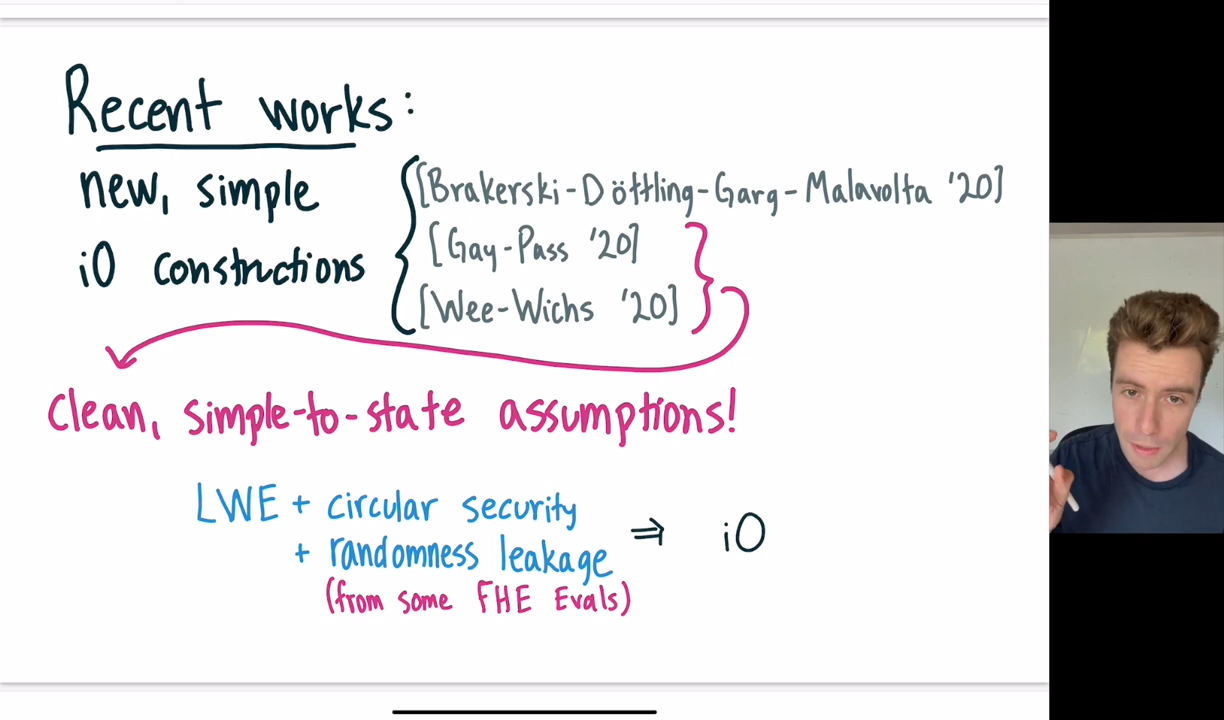 Recent works:
new, simple
iO constructions
[Brakerski-Döttling-Garg-Malavolta '20]
[Gay-Pass '20]
[Wee-Wichs '20]
Clean, simple-to-state assumptions!
LWE + circular security
+ randomness leakage
(from some FHE Evals)
⇒ iO